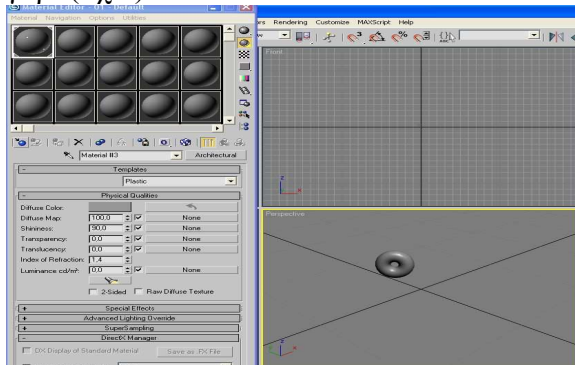 Material Editor - 01 - Default
Material Navigation Options Utilities
Rendering Customize MAXScript Help
Front
z
x
Material #3 Architectural
- Templates
Plastic
- Physical Qualities
Diffuse Color:
Diffuse Map: 100,0 None
Shininess: 90,0 None
Transparency: 0,0 None
Translucency: 0,0 None
Index of Refraction: 1,4
Luminance cd/m²: 0,0 None
2-Sided Raw Diffuse Texture
+ Special Effects
+ Advanced Lighting Override
+ SuperSampling
- DirectX Manager
DX Display of Standard Material Save as .FX File
Perspective
z
x